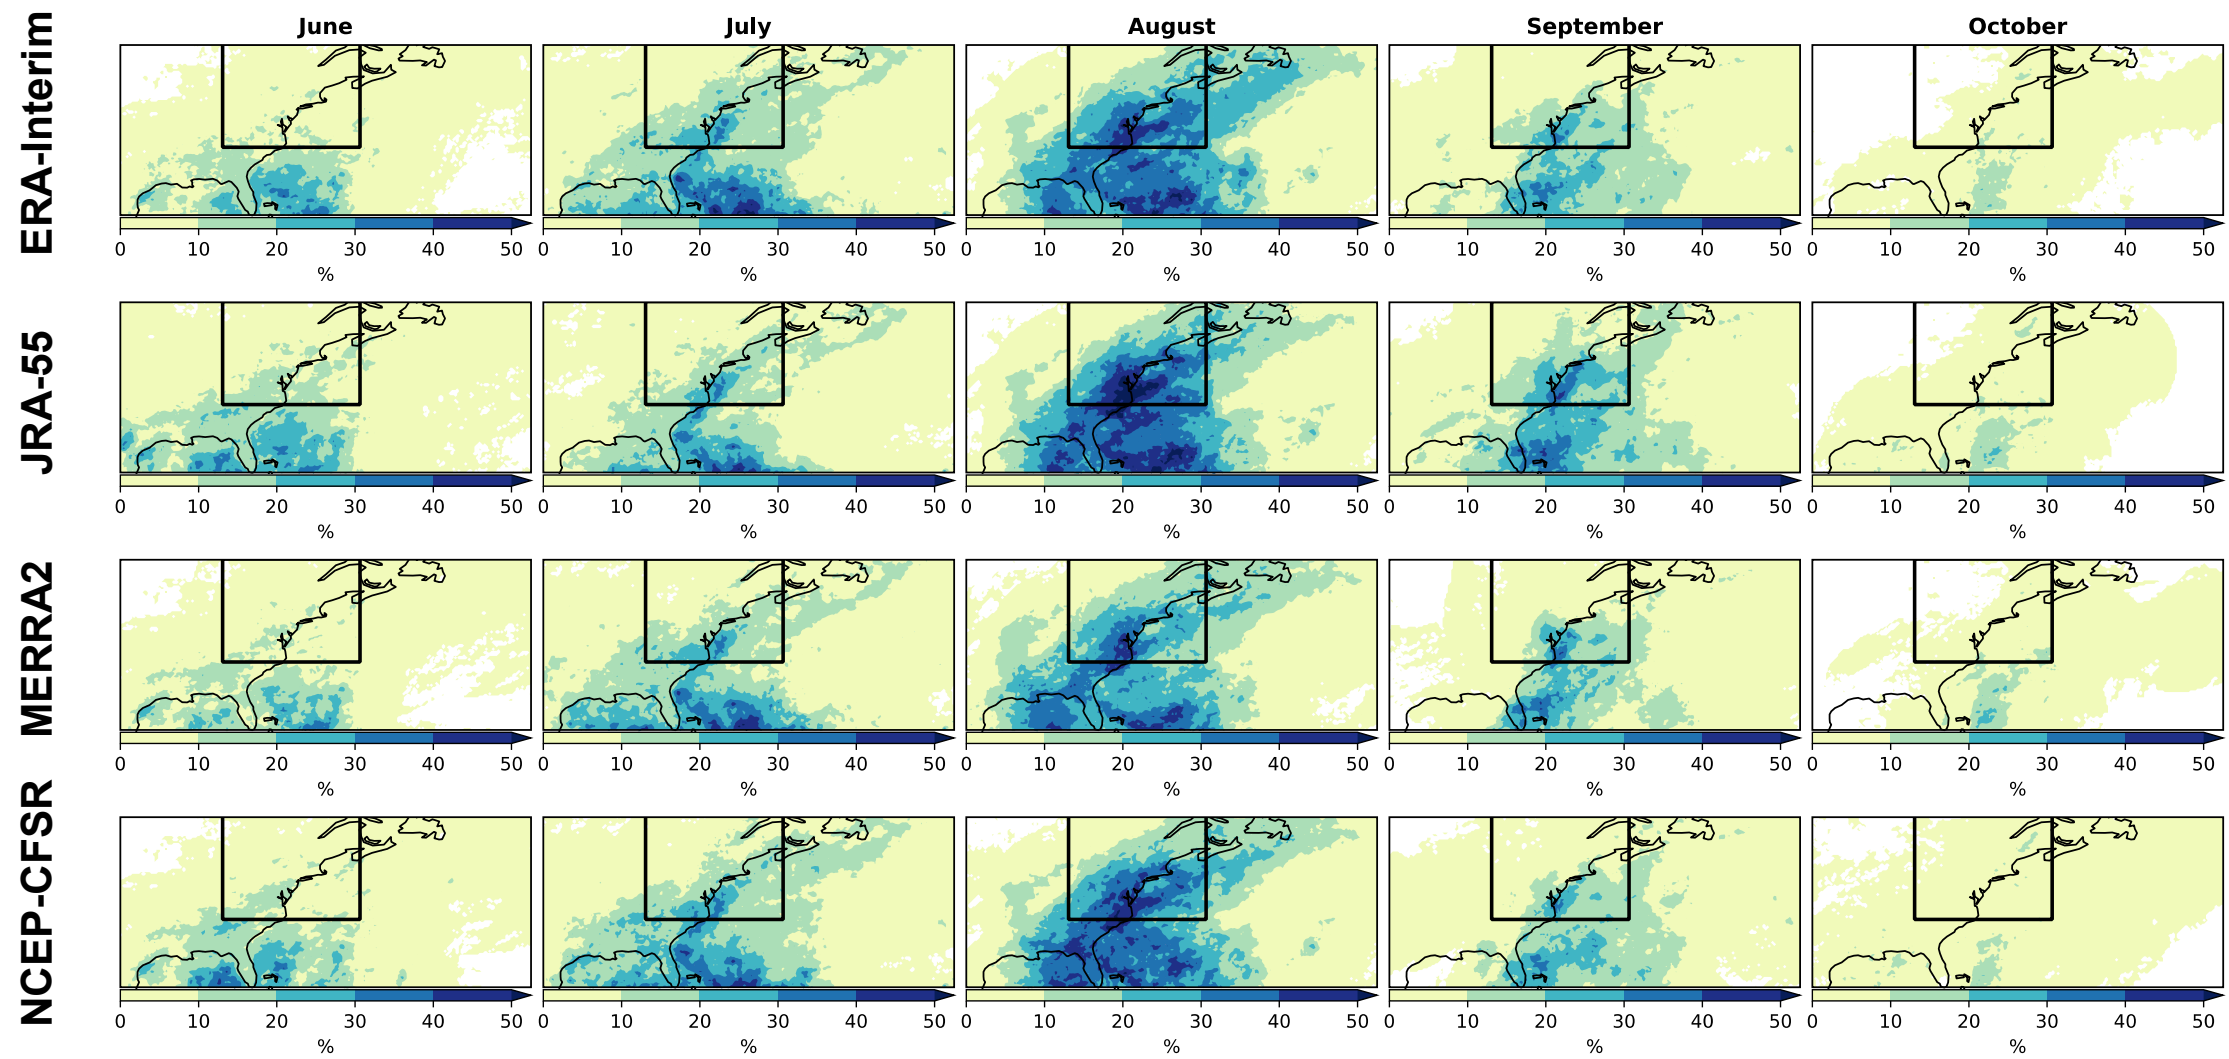 June July August September October
ERA-Interim
0 10 20 30 40 50 0 10 20 30 40 50 0 10 20 30 40 50 0 10 20 30 40 50 0 10 20 30 40 50
% % % % %
JRA-55
0 10 20 30 40 50 0 10 20 30 40 50 0 10 20 30 40 50 0 10 20 30 40 50 0 10 20 30 40 50
% % % % %
MERRA2
0 10 20 30 40 50 0 10 20 30 40 50 0 10 20 30 40 50 0 10 20 30 40 50 0 10 20 30 40 50
% % % % %
NCEP-CFSR
0 10 20 30 40 50 0 10 20 30 40 50 0 10 20 30 40 50 0 10 20 30 40 50 0 10 20 30 40 50
% % % % %